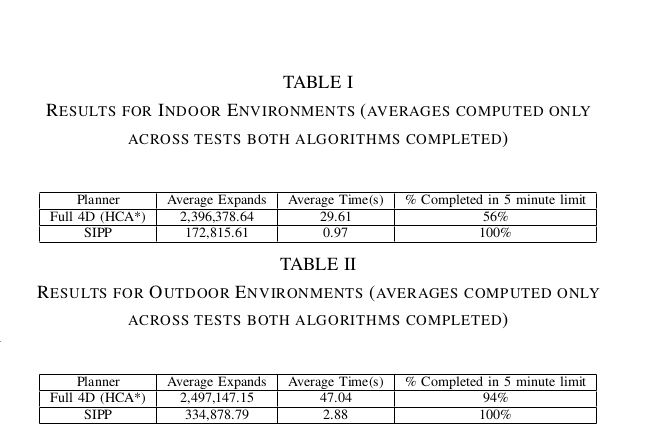 TABLE I
RESULTS FOR INDOOR ENVIRONMENTS (AVERAGES COMPUTED ONLY
ACROSS TESTS BOTH ALGORITHMS COMPLETED)
Planner Average Expands Average Time(s) % Completed in 5 minute limit
Full 4D (HCA*) 2,396,378.64 29.61 56%
SIPP 172,815.61 0.97 100%
TABLE II
RESULTS FOR OUTDOOR ENVIRONMENTS (AVERAGES COMPUTED ONLY
ACROSS TESTS BOTH ALGORITHMS COMPLETED)
Planner Average Expands Average Time(s) % Completed in 5 minute limit
Full 4D (HCA*) 2,497,147.15 47.04 94%
SIPP 334,878.79 2.88 100%